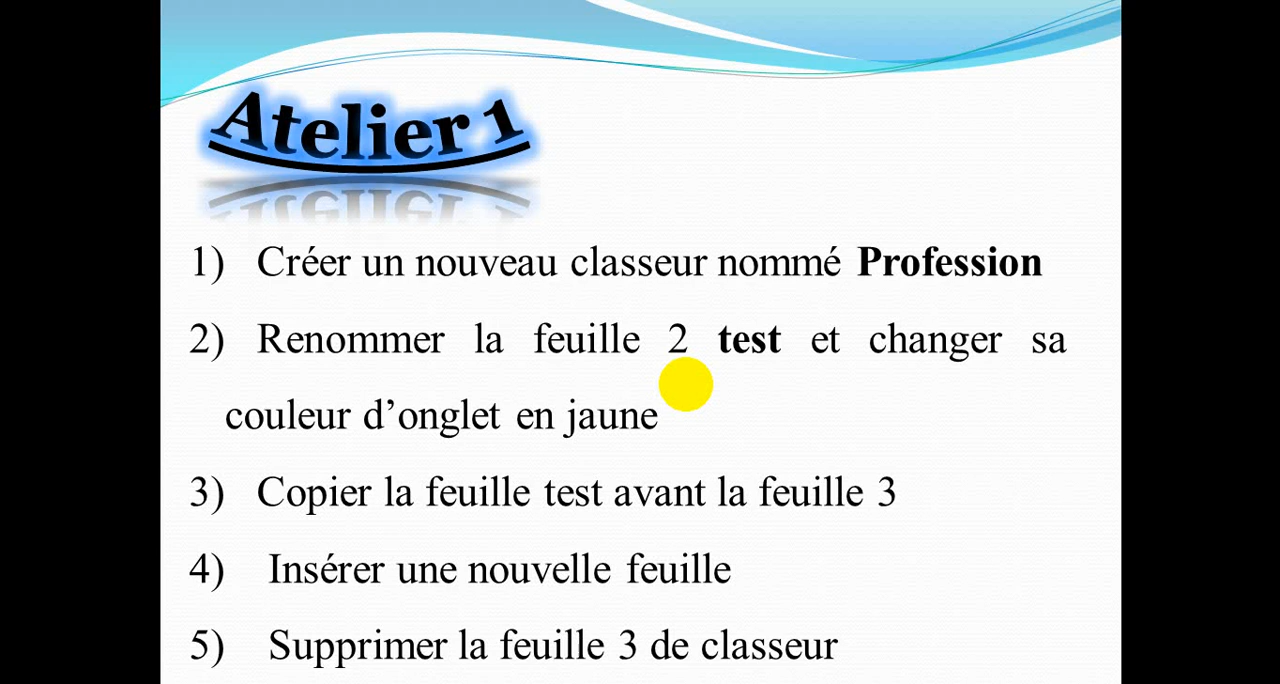 Atelier 1
1) Créer un nouveau classeur nommé Profession
2) Renommer la feuille 2 test et changer sa
couleur d’onglet en jaune
3) Copier la feuille test avant la feuille 3
4) Insérer une nouvelle feuille
5) Supprimer la feuille 3 de classeur